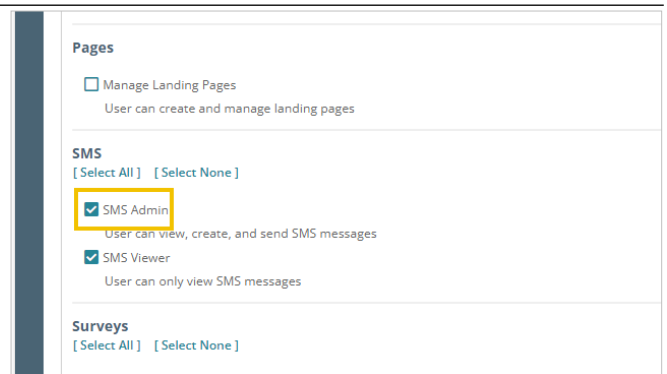 Pages
Manage Landing Pages
User can create and manage landing pages
SMS
[ Select All ] [ Select None ]
SMS Admin
User can view, create, and send SMS messages
SMS Viewer
User can only view SMS messages
Surveys
[ Select All ] [ Select None ]